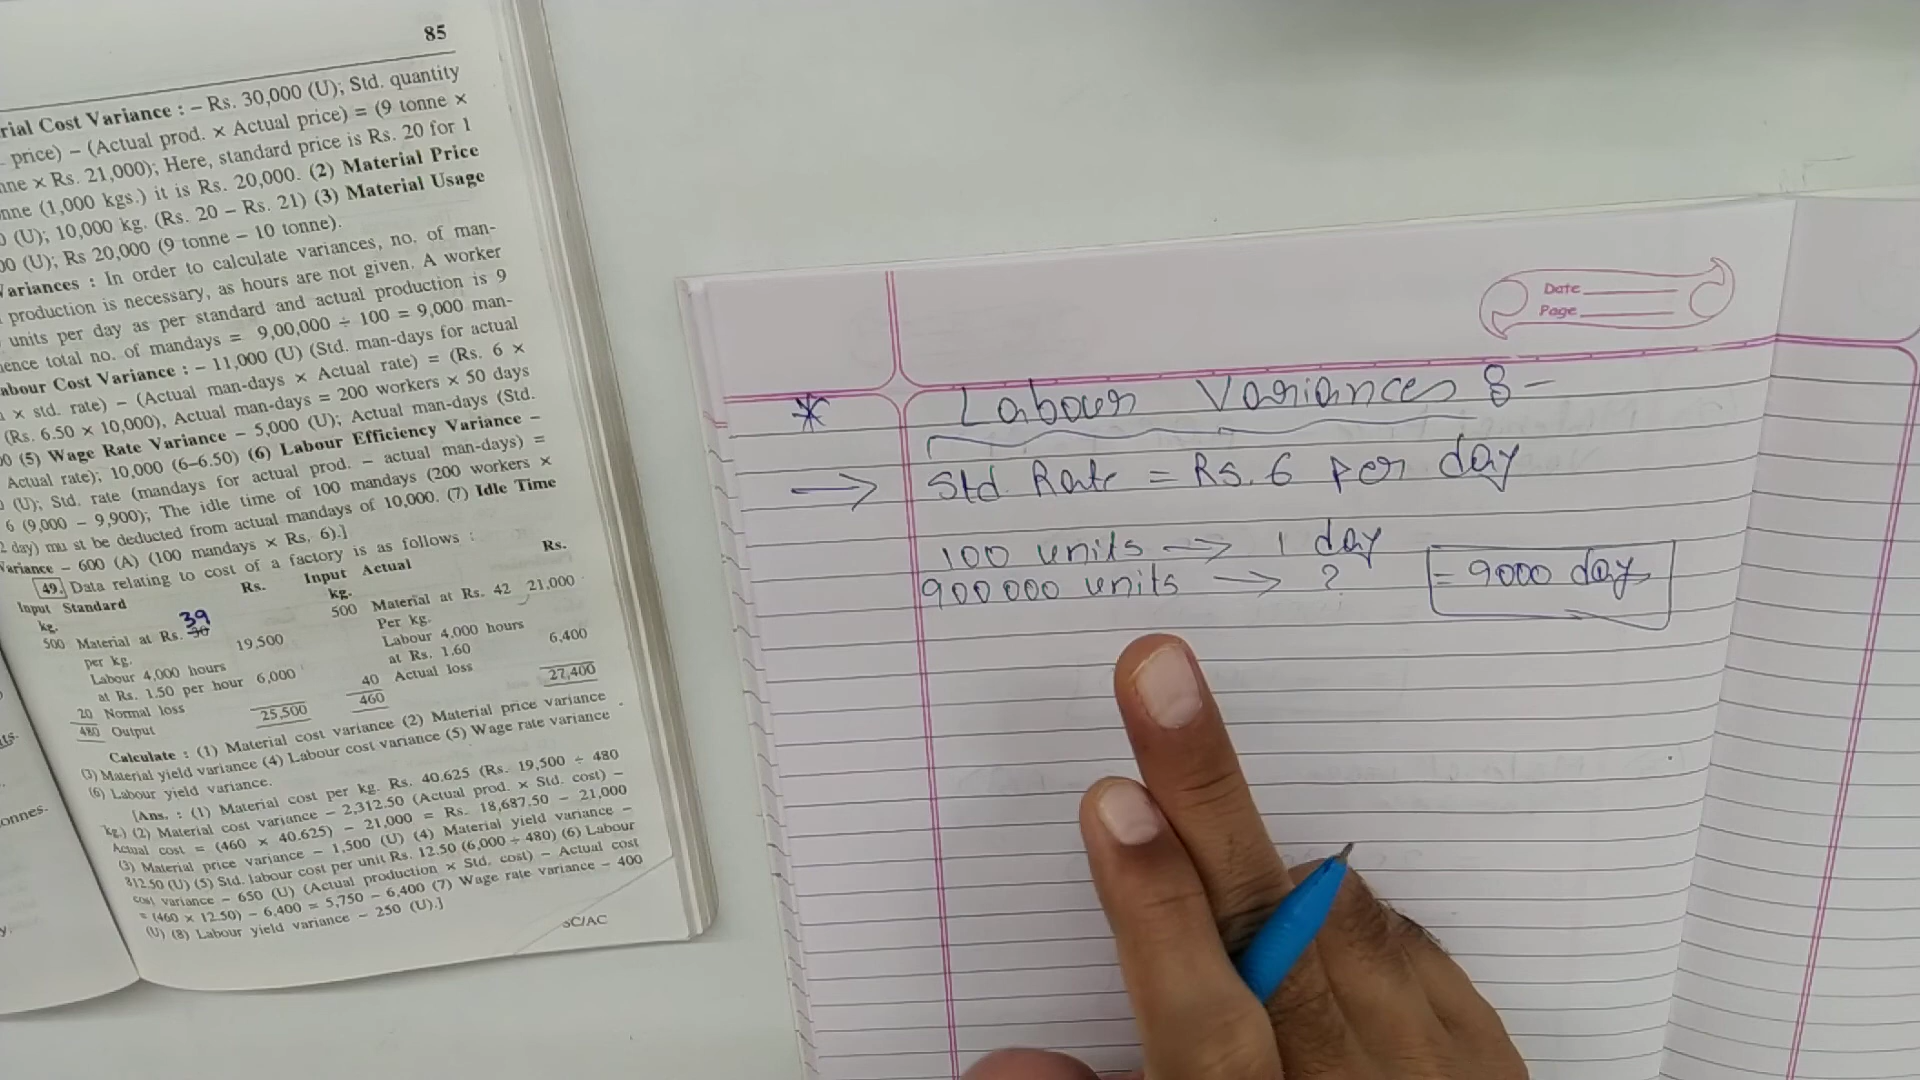 85
rial Cost Variance : – Rs. 30,000 (U); Std. quantity
price) – (Actual prod. × Actual price) = (9 tonne ×
nne × Rs. 21,000); Here, standard price is Rs. 20 for 1
nne (1,000 kgs.) it is Rs. 20,000. (2) Material Price
0 (U); 10,000 kg. (Rs. 20 – Rs. 21) (3) Material Usage
00 (U); Rs 20,000 (9 tonne – 10 tonne).
Variances : In order to calculate variances, no. of man-
production is necessary, as hours are not given. A worker
units per day as per standard and actual production is 9
ence total no. of mandays = 9,00,000 ÷ 100 = 9,000 man-
abour Cost Variance : – 11,000 (U) (Std. man-days for actual
× std. rate) – (Actual man-days × Actual rate) = (Rs. 6 ×
(Rs. 6.50 × 10,000), Actual man-days = 200 workers × 50 days
00 (5) Wage Rate Variance – 5,000 (U); Actual man-days (Std.
Actual rate); 10,000 (6–6.50) (6) Labour Efficiency Variance –
(U); Std. rate (mandays for actual prod. – actual man-days) =
6 (9,000 – 9,900); The idle time of 100 mandays (200 workers ×
2 day) mu st be deducted from actual mandays of 10,000. (7) Idle Time
Variance – 600 (A) (100 mandays × Rs, 6).]
49. Data relating to cost of a factory is as follows :
Input Standard Rs. Input Actual Rs.
kg. kg.
500 Material at Rs. 39 500 Material at Rs. 42 21,000
per kg. 19,500 Per kg.
Labour 4,000 hours Labour 4,000 hours
at Rs. 1.50 per hour 6,000 at Rs. 1.60 6,400
20 Normal loss 40 Actual loss
480 Output 25,500 460 27,400
Calculate : (1) Material cost variance (2) Material price variance
(3) Material yield variance (4) Labour cost variance (5) Wage rate variance
(6) Labour yield variance.
[Ans. : (1) Material cost per kg. Rs. 40.625 (Rs. 19,500 ÷ 480
kg.) (2) Material cost variance – 2,312.50 (Actual prod. × Std. cost) –
Actual cost = (460 × 40.625) – 21,000 = Rs. 18,687.50 – 21,000
(3) Material price variance – 1,500 (U) (4) Material yield variance –
812.50 (U) (5) Std. labour cost per unit Rs. 12.50 (6,000 ÷ 480) (6) Labour
cost variance – 650 (U) (Actual production × Std. cost) – Actual cost
= (460 × 12.50) – 6,400 = 5,750 – 6,400 (7) Wage rate variance – 400
(U) (8) Labour yield variance – 250 (U).]
SC/AC
onnes.
Date
Page
* Labour Variances :-
→ Std. Rate = Rs. 6 per day
100 units → 1 day
900000 units → ? = 9000 day